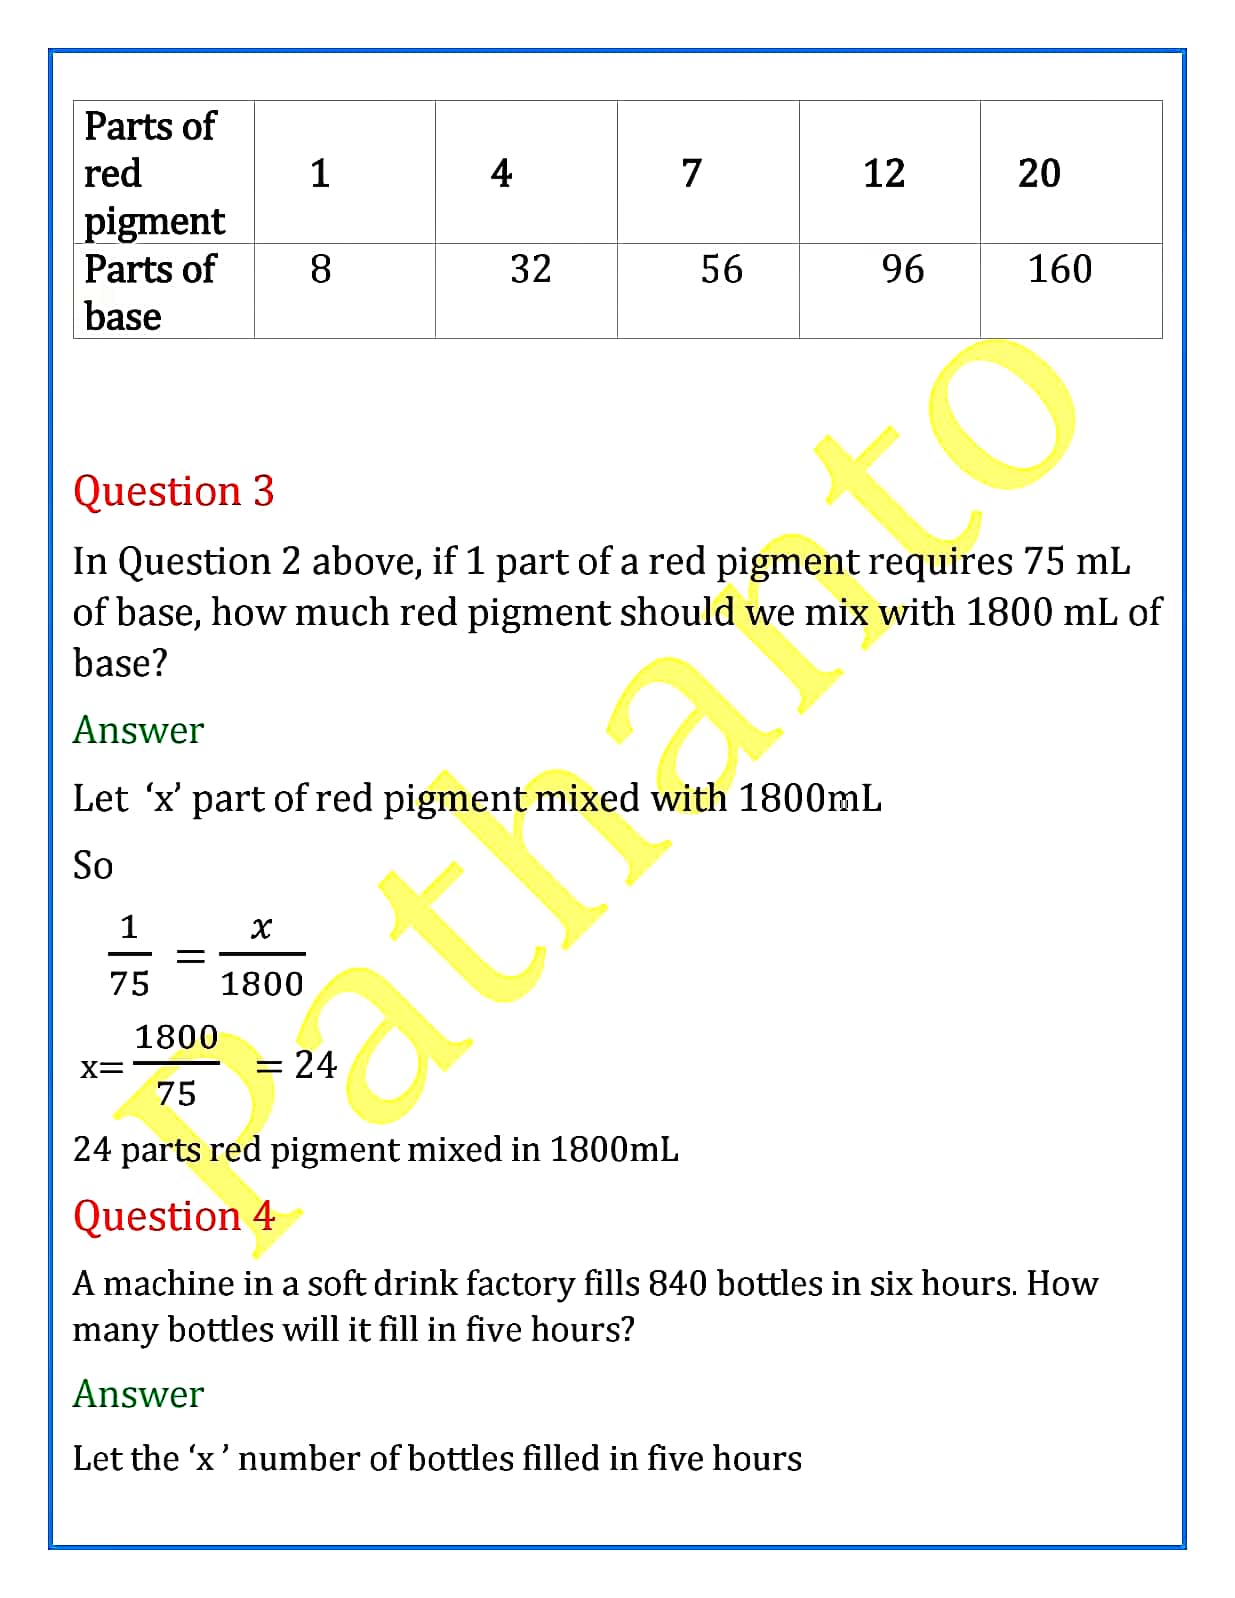 Parts of
red
pigment
1 4 7 12 20
Parts of
base
8 32 56 96 160
Question 3
In Question 2 above, if 1 part of a red pigment requires 75 mL
of base, how much red pigment should we mix with 1800 mL of
base?
Answer
Let ‘x’ part of red pigment mixed with 1800mL
So
1/75 = x/1800
x= 1800/75 = 24
24 parts red pigment mixed in 1800mL
Question 4
A machine in a soft drink factory fills 840 bottles in six hours. How
many bottles will it fill in five hours?
Answer
Let the ‘x ’ number of bottles filled in five hours
Pathanto